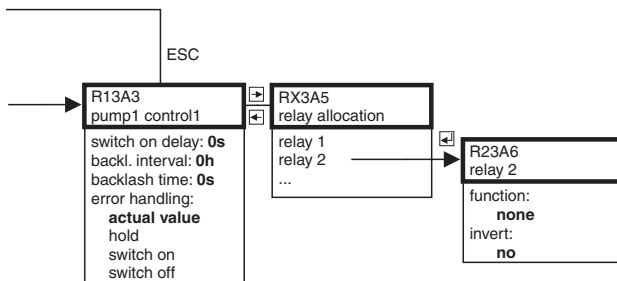 ESC
R13A3
pump1 control1
switch on delay: 0s
backl. interval: 0h
backlash time: 0s
error handling:
actual value
hold
switch on
switch off
RX3A5
relay allocation
relay 1
relay 2
...
R23A6
relay 2
function:
none
invert:
no